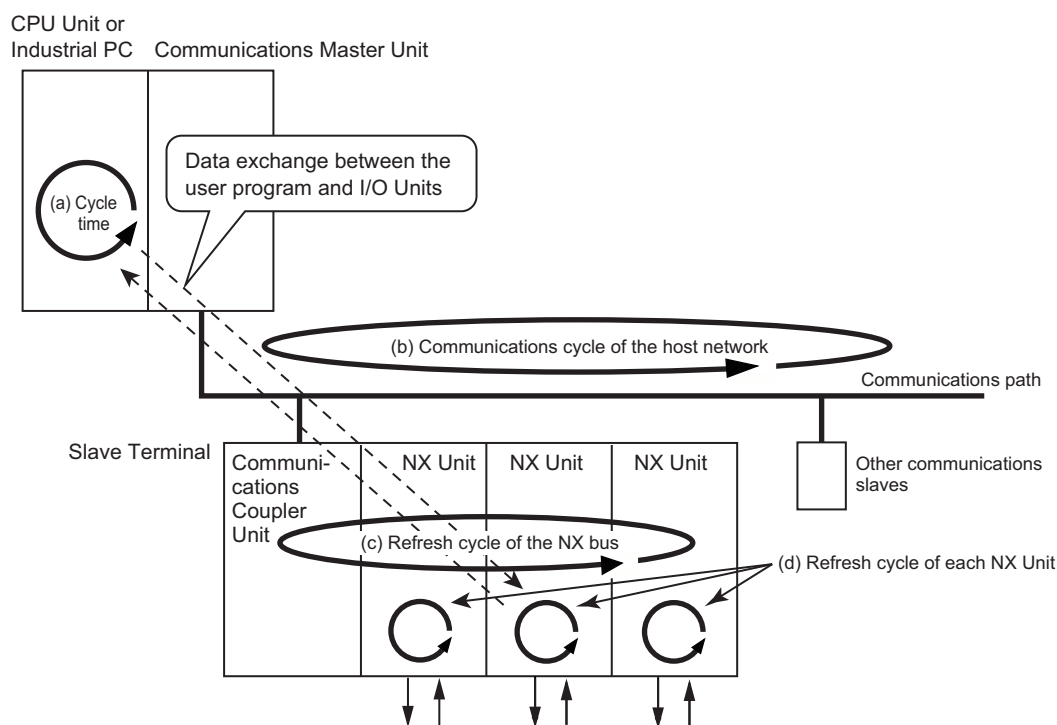 CPU Unit or
Industrial PC
Communications Master Unit
Data exchange between the
user program and I/O Units
(a) Cycle
time
(b) Communications cycle of the host network
Communications path
Slave Terminal
Communi-
cations
Coupler
Unit
NX Unit
NX Unit
NX Unit
Other communications
slaves
(c) Refresh cycle of the NX bus
(d) Refresh cycle of each NX Unit